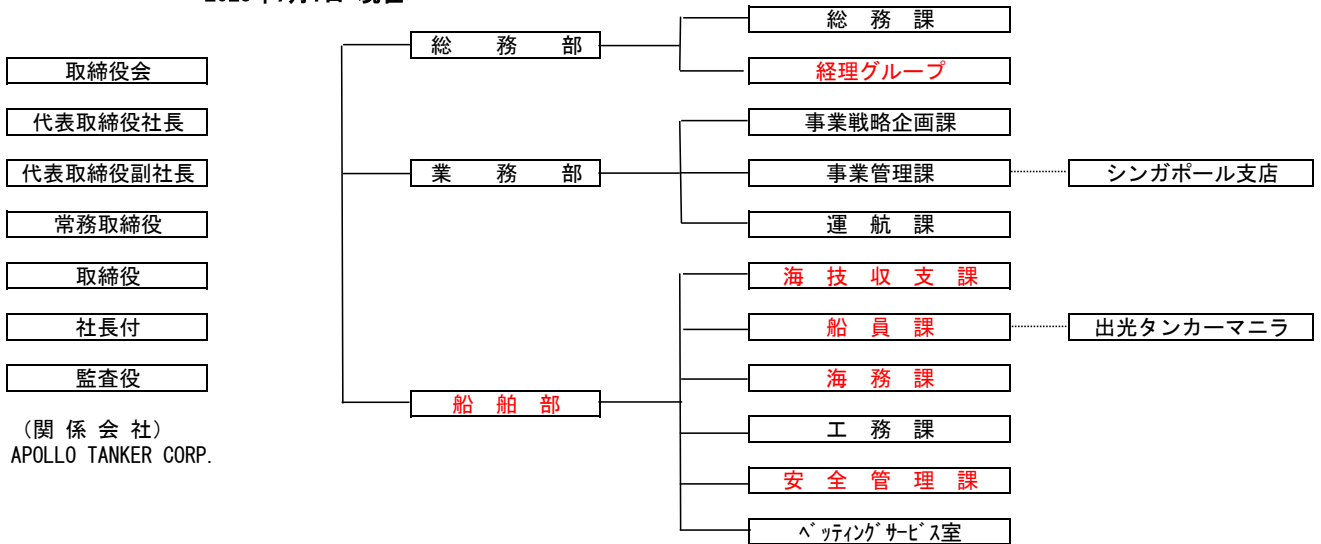 総務課
総務部
取締役会
経理グループ
代表取締役社長
事業戦略企画課
代表取締役副社長
業務部
事業管理課
シンガポール支店
常務取締役
運航課
取締役
海技収支課
社長付
船員課
出光タンカーマニラ
監査役
海務課
船舶部
(関係会社)
工務課
APOLLO TANKER CORP.
安全管理課
ベッティングサービス室